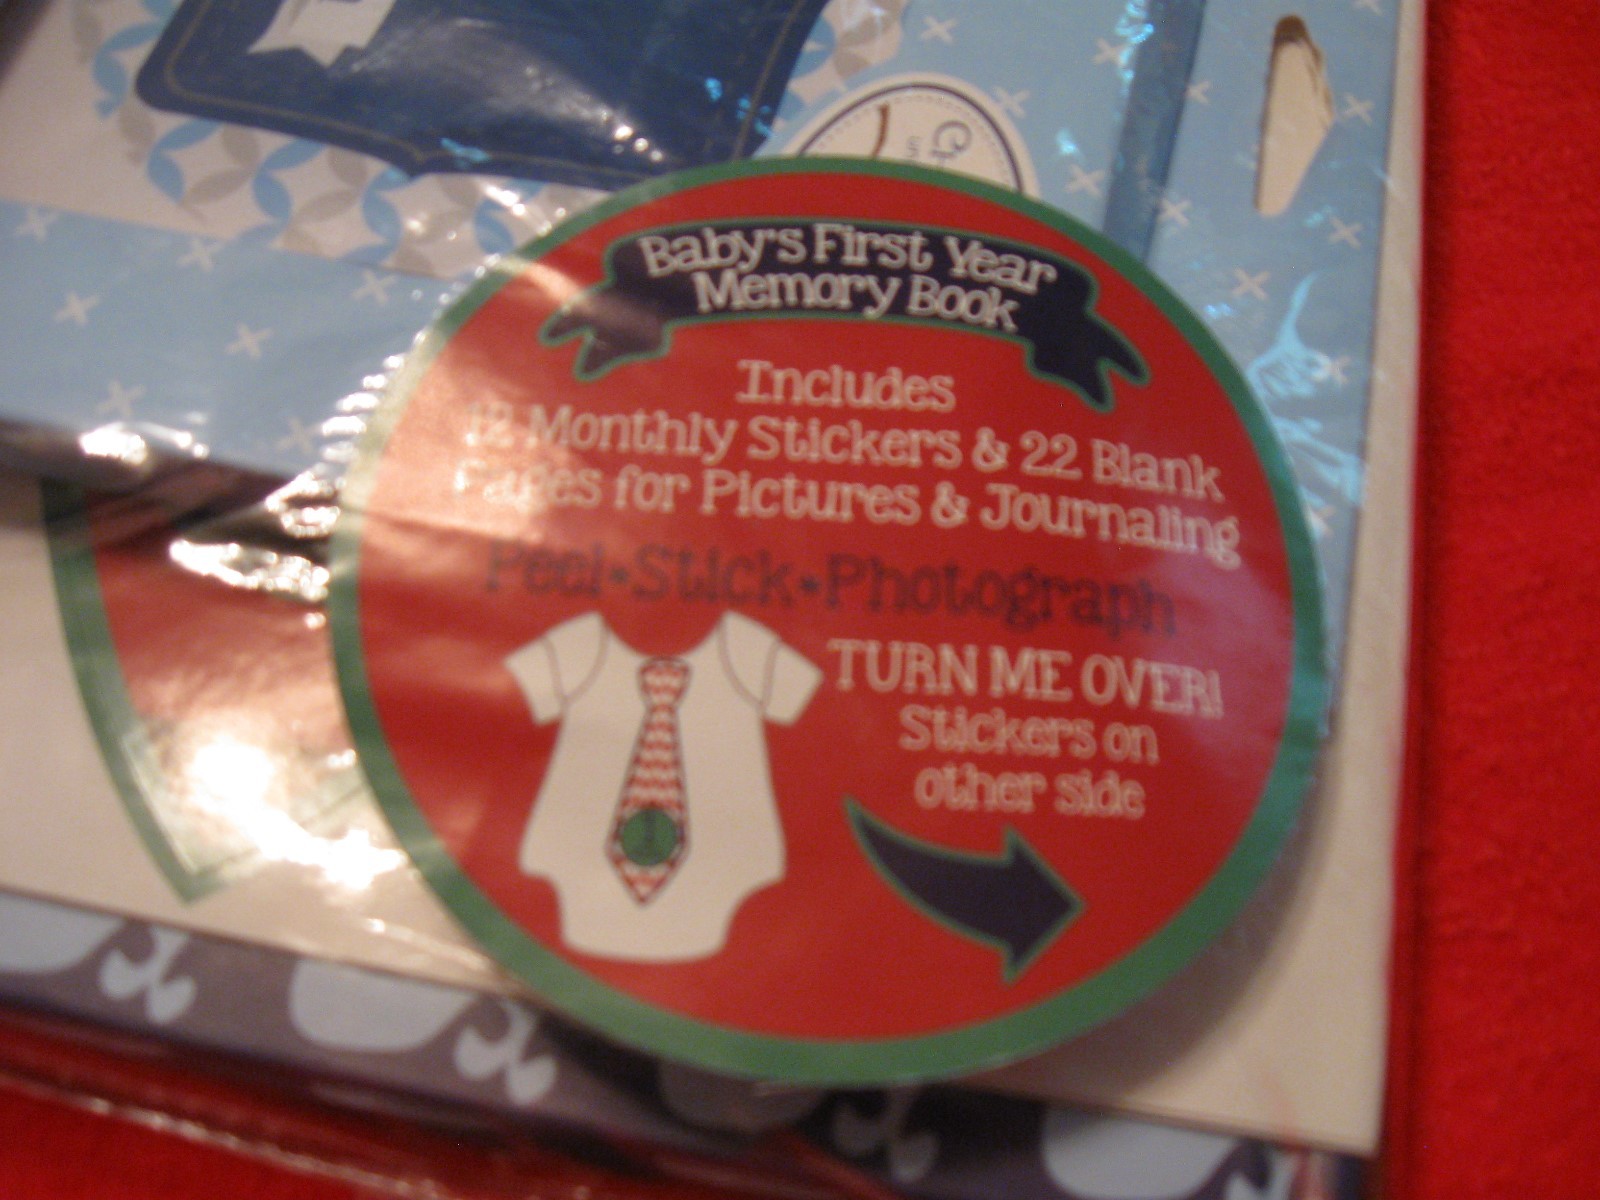 Baby's First Year
Memory Book
Includes
12 Monthly Stickers & 22 Blank
Pages for Pictures & Journaling
Peel•Stick•Photograph
TURN ME OVER!
Stickers on
other side
1